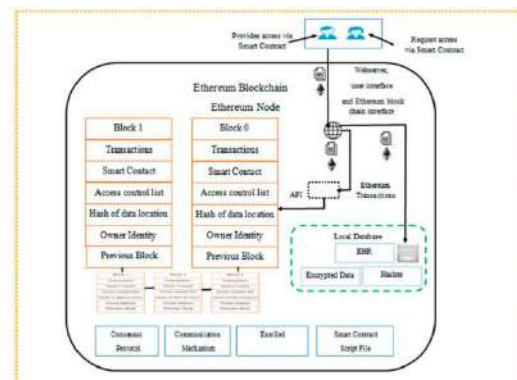 Provides access via
Smart Contract
Request access
via Smart Contract
Webserver,
user interface
and Ethereum block
chain interface
Ethereum Blockchain
Ethereum Node
Block 1
Transactions
Smart Contact
Access control list
Hash of data location
Owner Identity
Previous Block
Block 0
Transactions
Smart Contact
Access control list
Hash of data location
Owner Identity
Previous Block
API
Ethereum
Transactions
Local Database
EHR
Encrypted Data
Hashes
Consensus
Protocol
Communication
Mechanism
Smart Contract
Script File